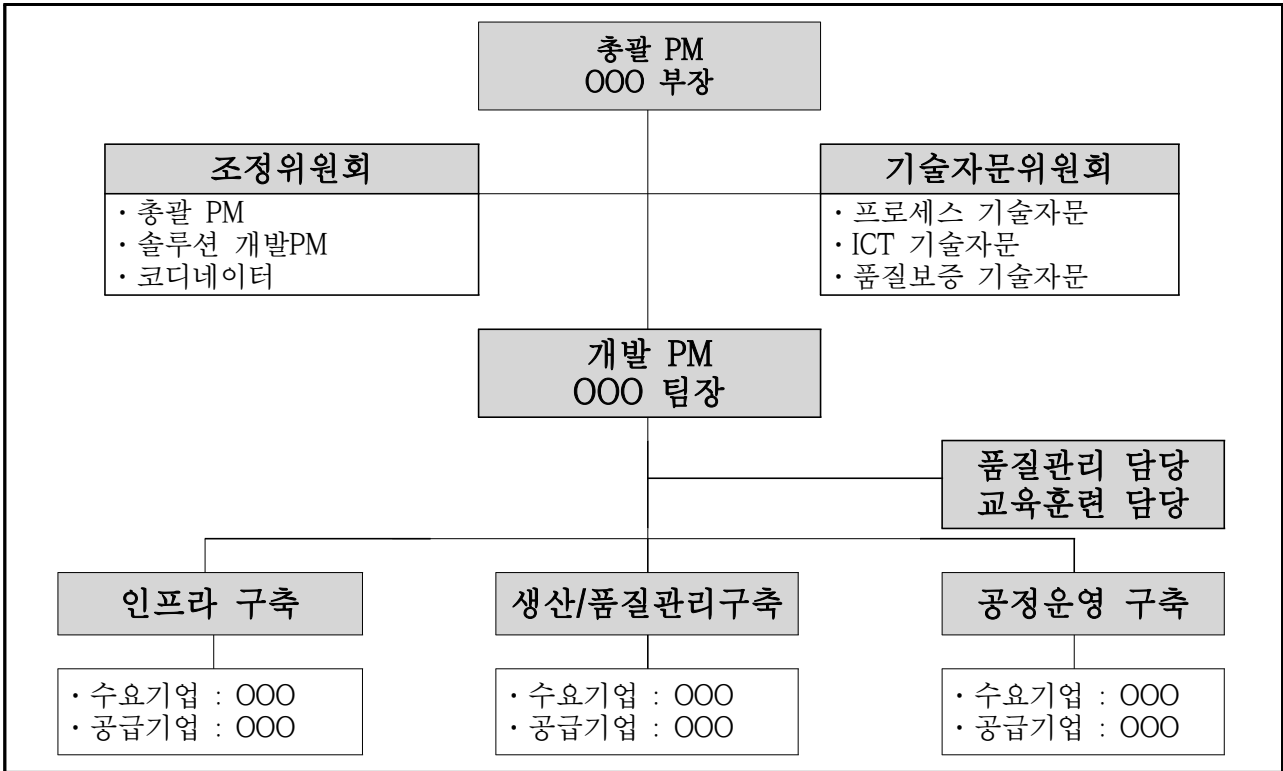 총괄 PM
OOO 부장
조정위원회
· 총괄 PM
· 솔루션 개발PM
· 코디네이터
기술자문위원회
· 프로세스 기술자문
· ICT 기술자문
· 품질보증 기술자문
개발 PM
OOO 팀장
품질관리 담당
교육훈련 담당
인프라 구축
· 수요기업 : OOO
· 공급기업 : OOO
생산/품질관리구축
· 수요기업 : OOO
· 공급기업 : OOO
공정운영 구축
· 수요기업 : OOO
· 공급기업 : OOO